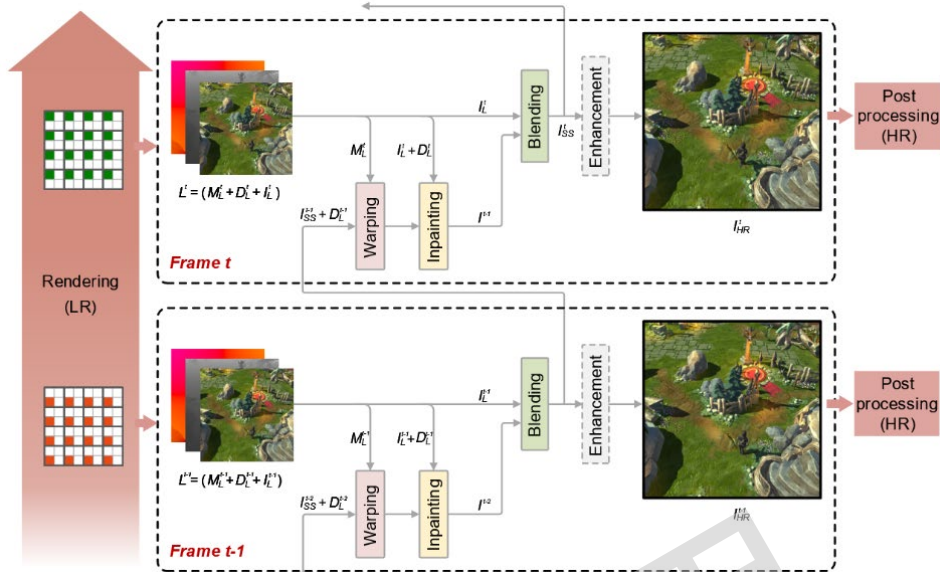 Rendering
(LR)
L^t = (M_L^t + D_L^t + I_L^t)
M_L^t
I_L^t + D_L^t
I_SS^{t-1} + D_L^{t-1}
Warping
Inpainting
I^{t-1}
I_L^t
Blending
I_SS^t
Enhancement
I_HR^t
Post
processing
(HR)
Frame t
L^{t-1} = (M_L^{t-1} + D_L^{t-1} + I_L^{t-1})
M_L^{t-1}
I_L^{t-1} + D_L^{t-1}
I_SS^{t-2} + D_L^{t-2}
Warping
Inpainting
I^{t-2}
I_L^{t-1}
Blending
Enhancement
I_HR^{t-1}
Post
processing
(HR)
Frame t-1